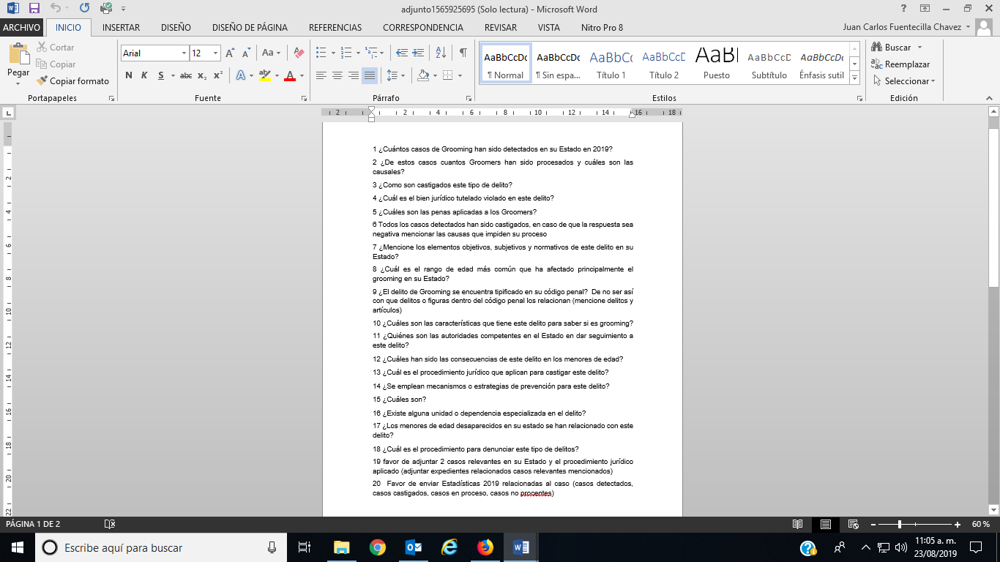 adjunto1565925695 (Solo lectura) - Microsoft Word
ARCHIVO INICIO INSERTAR DISEÑO DISEÑO DE PÁGINA REFERENCIAS CORRESPONDENCIA REVISAR VISTA Nitro Pro 8 Juan Carlos Fuentecilla Chavez
Pegar
Cortar
Copiar
Copiar formato
Portapapeles
Arial 12
Fuente
Párrafo
AaBbCcDc AaBbCcDc AaBbCc AaBbCcD AaB AaBbCcD AaBbCcDc
¶ Normal ¶ Sin espa... Título 1 Título 2 Puesto Subtítulo Énfasis sutil
Estilos
Buscar
Reemplazar
Seleccionar
Edición
2 2 4 6 8 10 12 14 16 18
1 ¿Cuántos casos de Grooming han sido detectados en su Estado en 2019?
2 ¿De estos casos cuantos Groomers han sido procesados y cuáles son las
causales?
3 ¿Como son castigados este tipo de delito?
4 ¿Cuál es el bien jurídico tutelado violado en este delito?
5 ¿Cuáles son las penas aplicadas a los Groomers?
6 Todos los casos detectados han sido castigados, en caso de que la respuesta sea
negativa mencionar las causas que impiden su proceso
7 ¿Mencione los elementos objetivos, subjetivos y normativos de este delito en su
Estado?
8 ¿Cuál es el rango de edad más común que ha afectado principalmente el
grooming en su Estado?
9 ¿El delito de Grooming se encuentra tipificado en su código penal? De no ser así
con que delitos o figuras dentro del código penal los relacionan (mencione delitos y
artículos)
10 ¿Cuáles son las características que tiene este delito para saber si es grooming?
11 ¿Quiénes son las autoridades competentes en el Estado en dar seguimiento a
este delito?
12 ¿Cuáles han sido las consecuencias de este delito en los menores de edad?
13 ¿Cuál es el procedimiento jurídico que aplican para castigar este delito?
14 ¿Se emplean mecanismos o estrategias de prevención para este delito?
15 ¿Cuáles son?
16 ¿Existe alguna unidad o dependencia especializada en el delito?
17 ¿Los menores de edad desaparecidos en su estado se han relacionado con este
delito?
18 ¿Cuál es el procedimiento para denunciar este tipo de delitos?
19 favor de adjuntar 2 casos relevantes en su Estado y el procedimiento jurídico
aplicado (adjuntar expedientes relacionados casos relevantes mencionados)
20 Favor de enviar Estadísticas 2019 relacionadas al caso (casos detectados,
casos castigados, casos en proceso, casos no procentes)
PÁGINA 1 DE 2
60 %
Escribe aquí para buscar
11:05 a. m.
23/08/2019